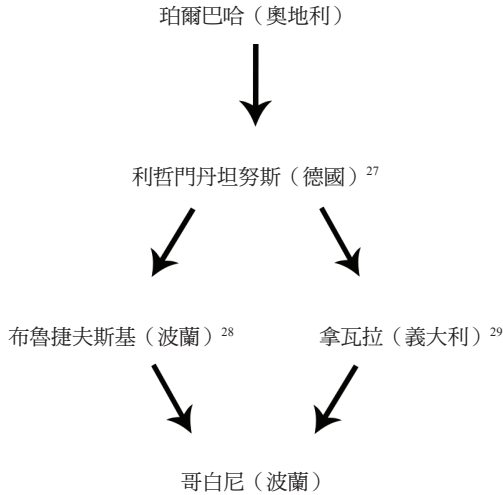 珀爾巴哈（奧地利）
利哲門丹坦努斯（德國）27
布魯捷夫斯基（波蘭）28
拿瓦拉（義大利）29
哥白尼（波蘭）